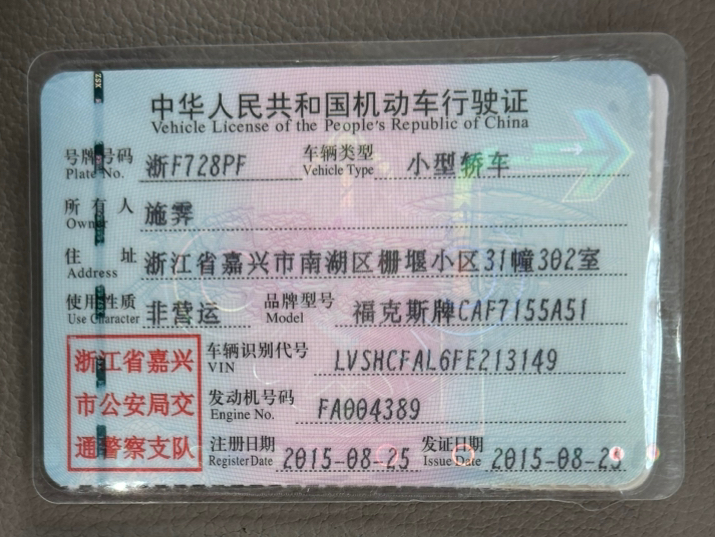 中华人民共和国机动车行驶证
Vehicle License of the People's Republic of China
号牌号码 浙F728PF 车辆类型 小型轿车
Plate No. Vehicle Type
所有人 施霁
Owner
住址 浙江省嘉兴市南湖区栅堰小区31幢302室
Address
使用性质 非营运 品牌型号 福克斯牌CAF7155A51
Use Character Model
浙江省嘉兴
市公安局交
通警察支队
车辆识别代号 LVSHCFAL6FE213149
VIN
发动机号码 FA004389
Engine No.
注册日期 2015-08-25 发证日期 2015-08-25
Register Date Issue Date